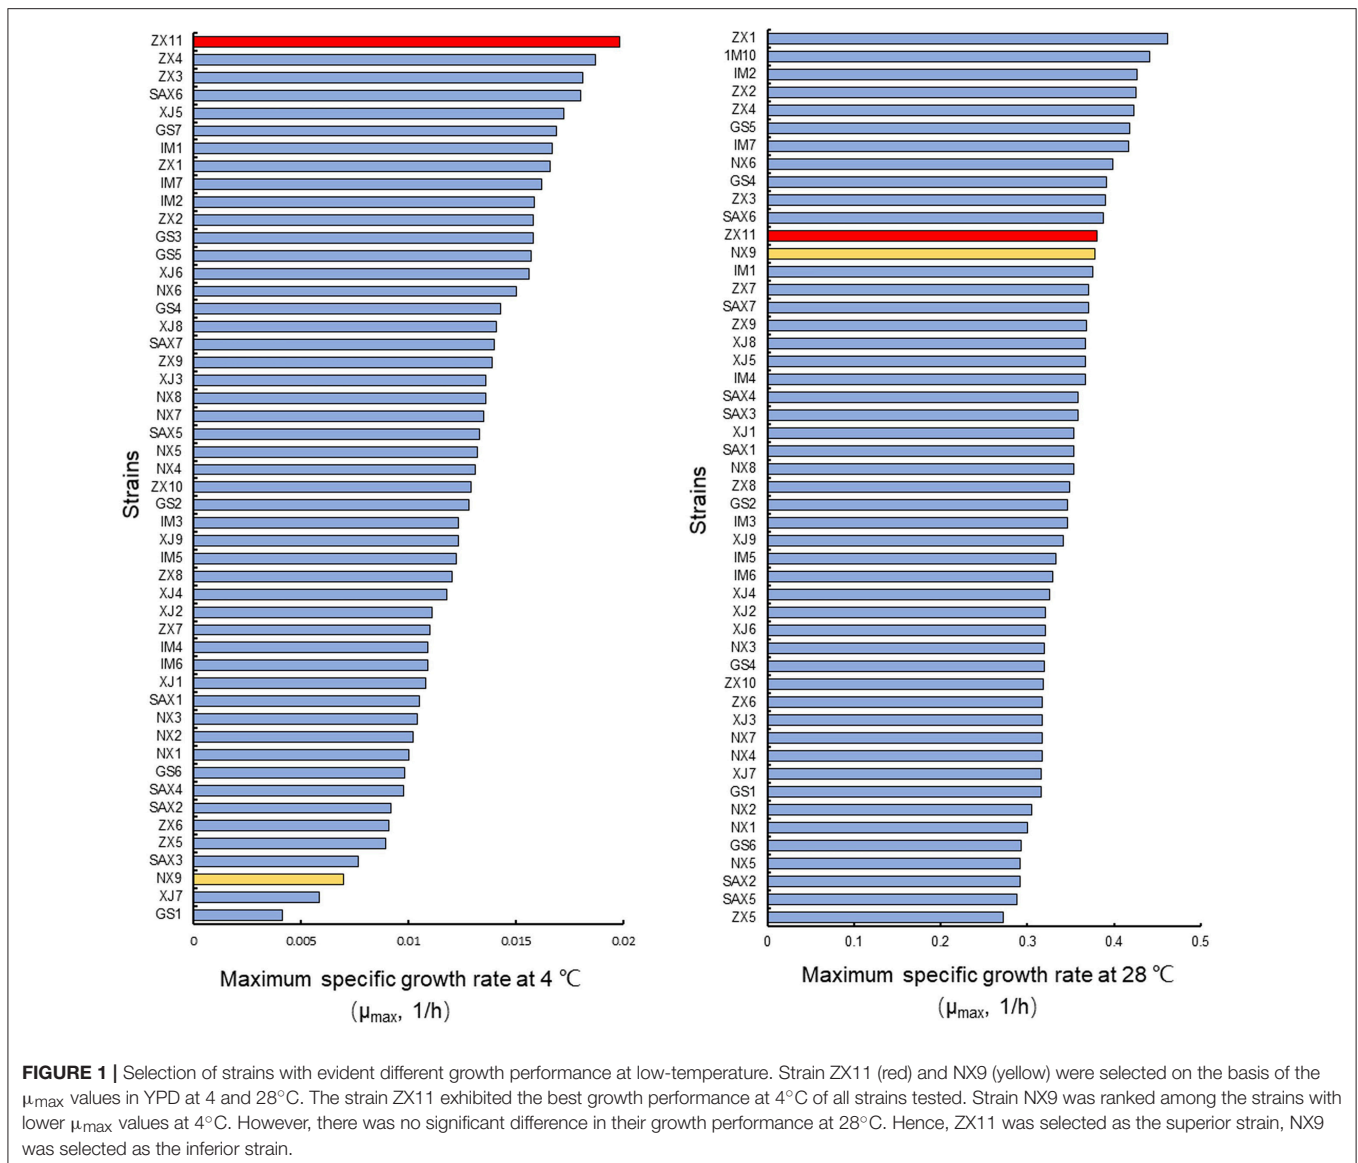 ZX11
ZX4
ZX3
SAX6
XJ5
GS7
IM1
ZX1
IM7
IM2
ZX2
GS3
GS5
XJ6
NX6
GS4
XJ8
SAX7
ZX9
XJ3
NX8
NX7
SAX5
NX5
NX4
ZX10
GS2
IM3
XJ9
IM5
ZX8
XJ4
XJ2
ZX7
IM4
IM6
XJ1
SAX1
NX3
NX2
NX1
GS6
SAX4
SAX2
ZX6
ZX5
SAX3
NX9
XJ7
GS1
Strains
0 0.005 0.01 0.015 0.02
Maximum specific growth rate at 4 ℃
(μmax, 1/h)
ZX1
1M10
IM2
ZX2
ZX4
GS5
IM7
NX6
GS4
ZX3
SAX6
ZX11
NX9
IM1
ZX7
SAX7
ZX9
XJ8
XJ5
IM4
SAX4
SAX3
XJ1
SAX1
NX8
ZX8
GS2
IM3
XJ9
IM5
IM6
XJ4
XJ2
XJ6
NX3
GS4
ZX10
ZX6
XJ3
NX7
NX4
XJ7
GS1
NX2
NX1
GS6
NX5
SAX2
SAX5
ZX5
Strains
0 0.1 0.2 0.3 0.4 0.5
Maximum specific growth rate at 28 ℃
(μmax, 1/h)
FIGURE 1 | Selection of strains with evident different growth performance at low-temperature. Strain ZX11 (red) and NX9 (yellow) were selected on the basis of the
μmax values in YPD at 4 and 28°C. The strain ZX11 exhibited the best growth performance at 4°C of all strains tested. Strain NX9 was ranked among the strains with
lower μmax values at 4°C. However, there was no significant difference in their growth performance at 28°C. Hence, ZX11 was selected as the superior strain, NX9
was selected as the inferior strain.